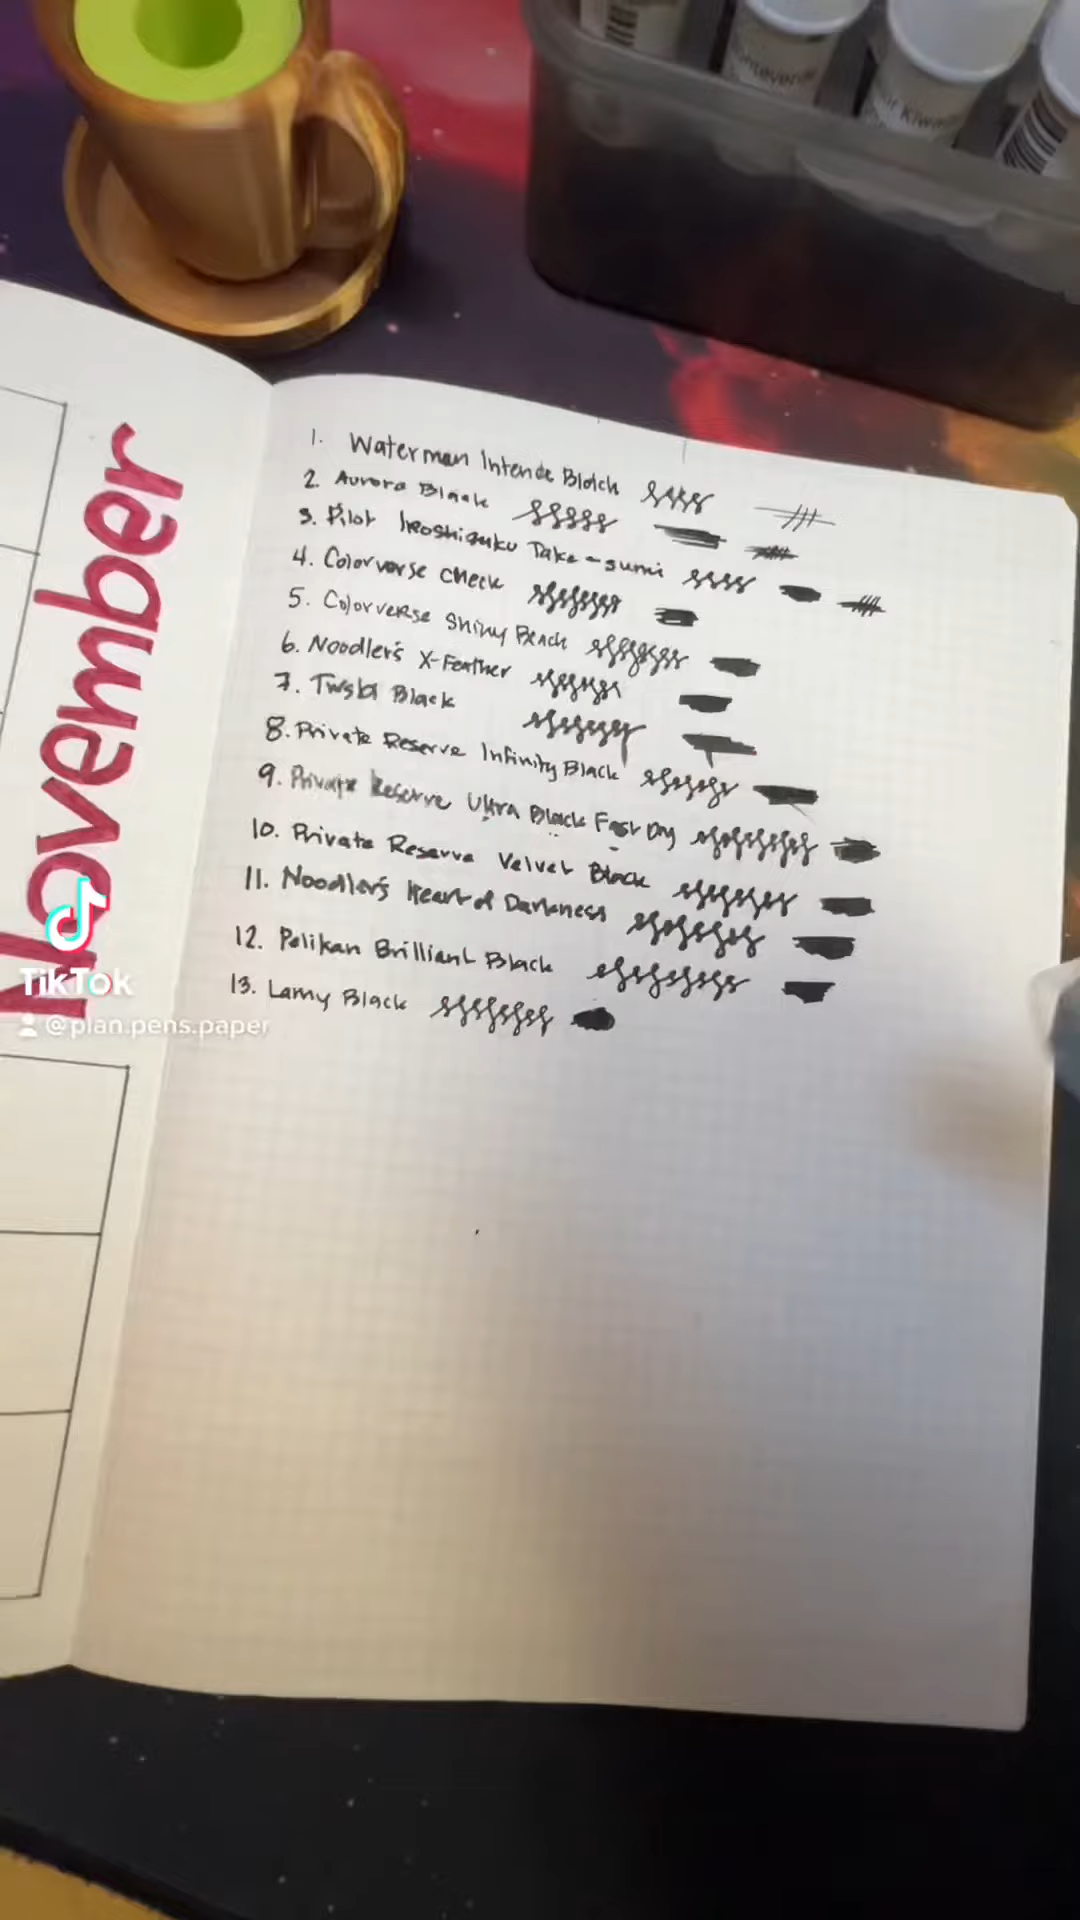 November
1. Waterman Intense Black
2. Aurora Black
3. Pilot Iroshizuku Take-sumi
4. Colorverse Check
5. Colorverse Shiny Black
6. Noodler's X-Feather
7. Twsbi Black
8. Private Reserve Infinity Black
9. Private Reserve Ultra Black Fast Dry
10. Private Reserve Velvet Black
11. Noodler's Heart of Darkness
12. Pelikan Brilliant Black
13. Lamy Black
TikTok
@plan.pens.paper